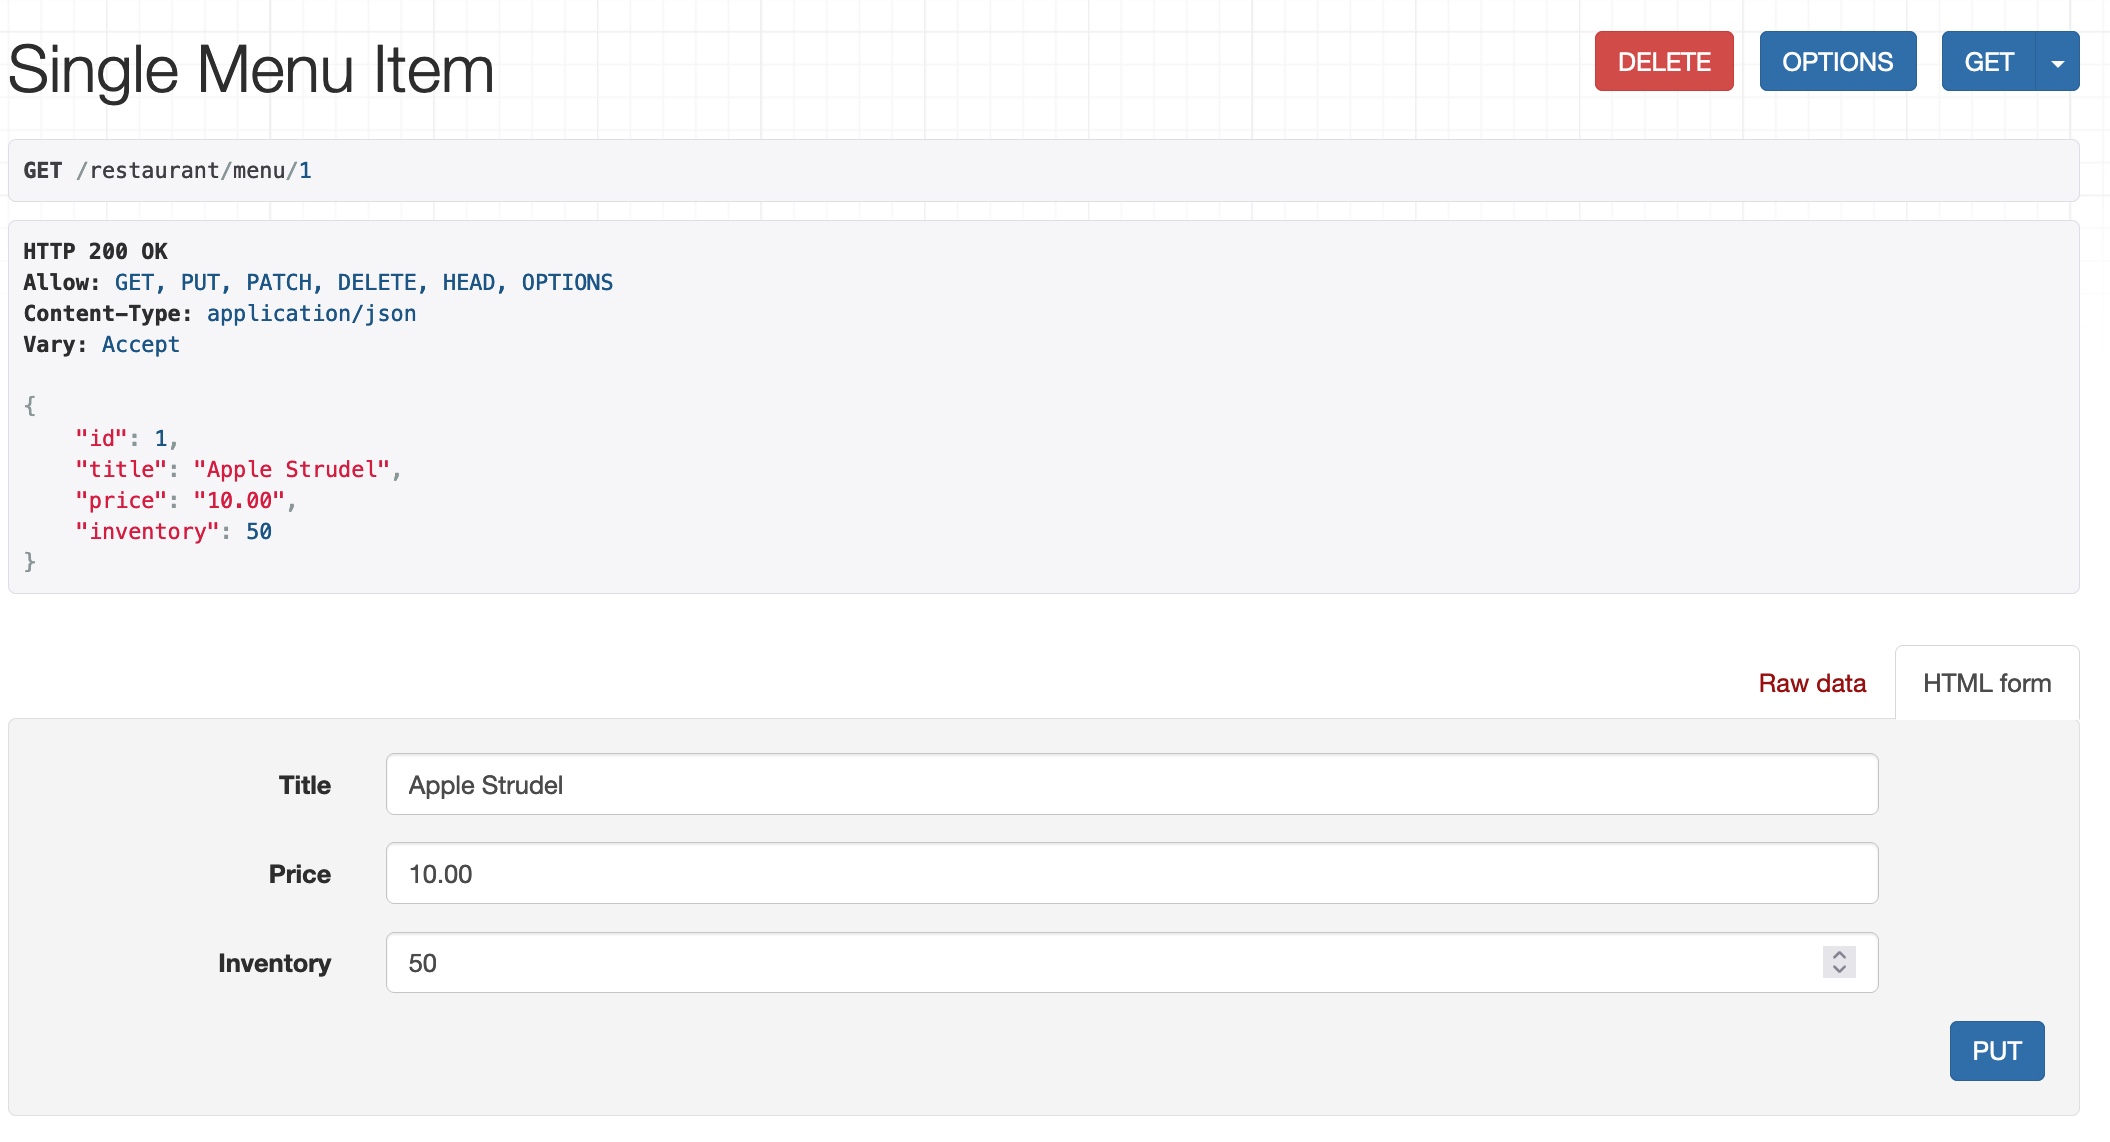 Single Menu Item
DELETE
OPTIONS
GET
GET /restaurant/menu/1
HTTP 200 OK
Allow: GET, PUT, PATCH, DELETE, HEAD, OPTIONS
Content-Type: application/json
Vary: Accept
{
    "id": 1,
    "title": "Apple Strudel",
    "price": "10.00",
    "inventory": 50
}
Raw data
HTML form
Title
Apple Strudel
Price
10.00
Inventory
50
PUT